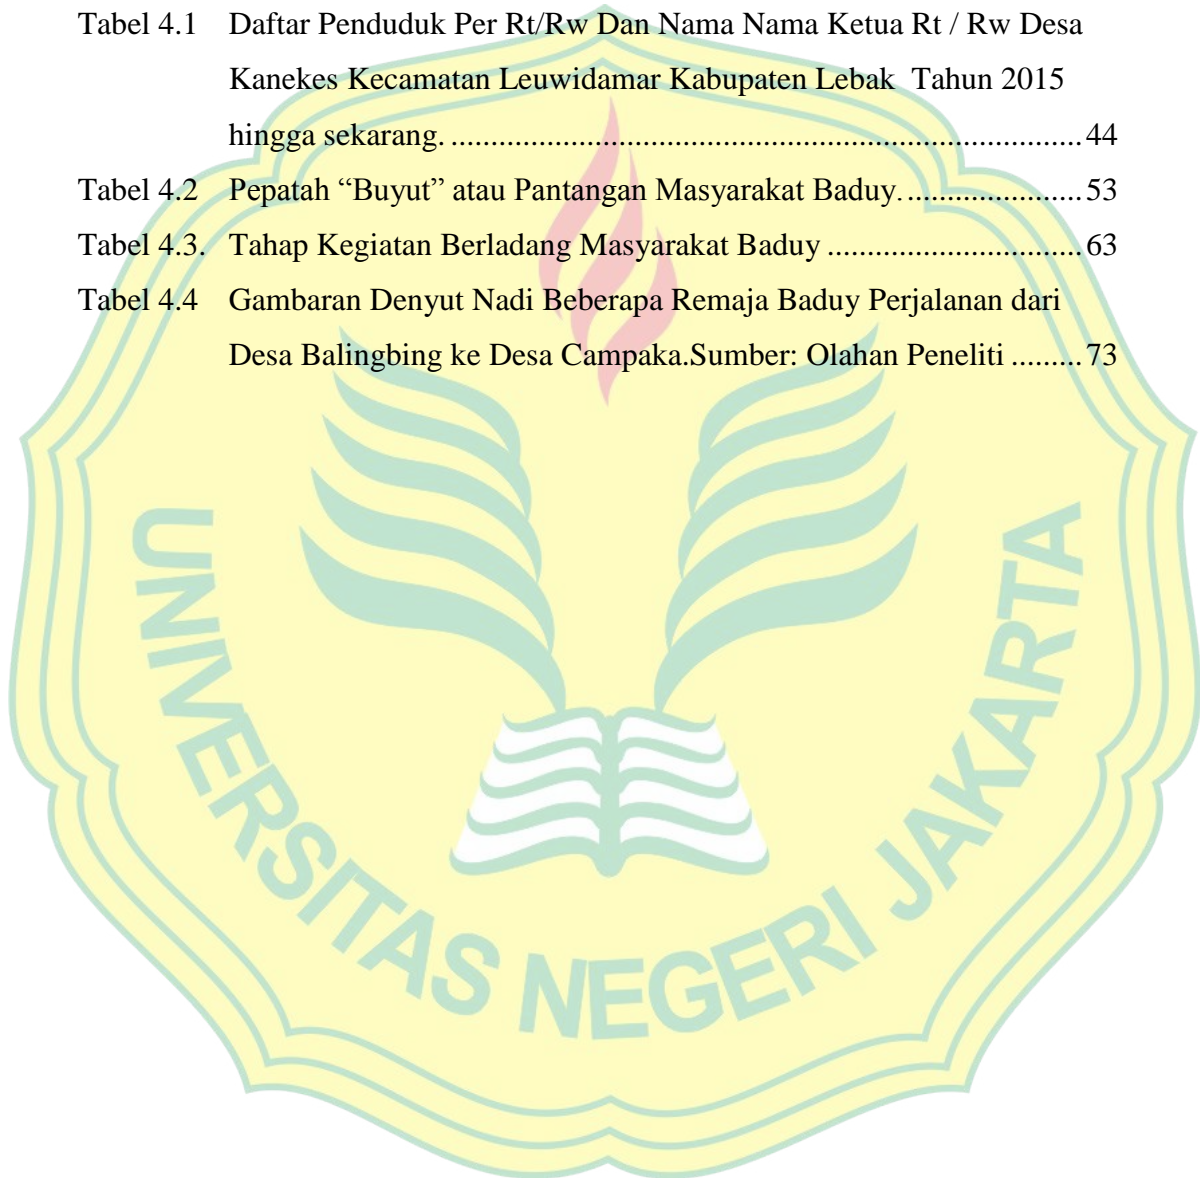 Tabel 4.1 Daftar Penduduk Per Rt/Rw Dan Nama Nama Ketua Rt / Rw Desa
Kanekes Kecamatan Leuwidamar Kabupaten Lebak Tahun 2015
hingga sekarang. ................................................................................ 44
Tabel 4.2 Pepatah “Buyut” atau Pantangan Masyarakat Baduy. ...................... 53
Tabel 4.3. Tahap Kegiatan Berladang Masyarakat Baduy ................................ 63
Tabel 4.4 Gambaran Denyut Nadi Beberapa Remaja Baduy Perjalanan dari
Desa Balingbing ke Desa Campaka.Sumber: Olahan Peneliti ......... 73
UNIVERSITAS NEGERI JAKARTA